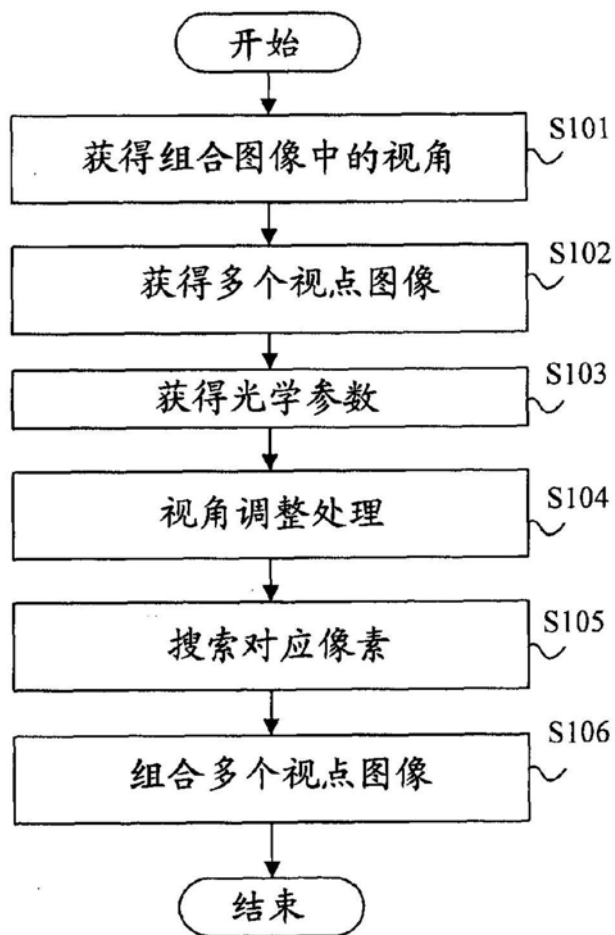 开始
获得组合图像中的视角
S101
获得多个视点图像
S102
获得光学参数
S103
视角调整处理
S104
搜索对应像素
S105
组合多个视点图像
S106
结束